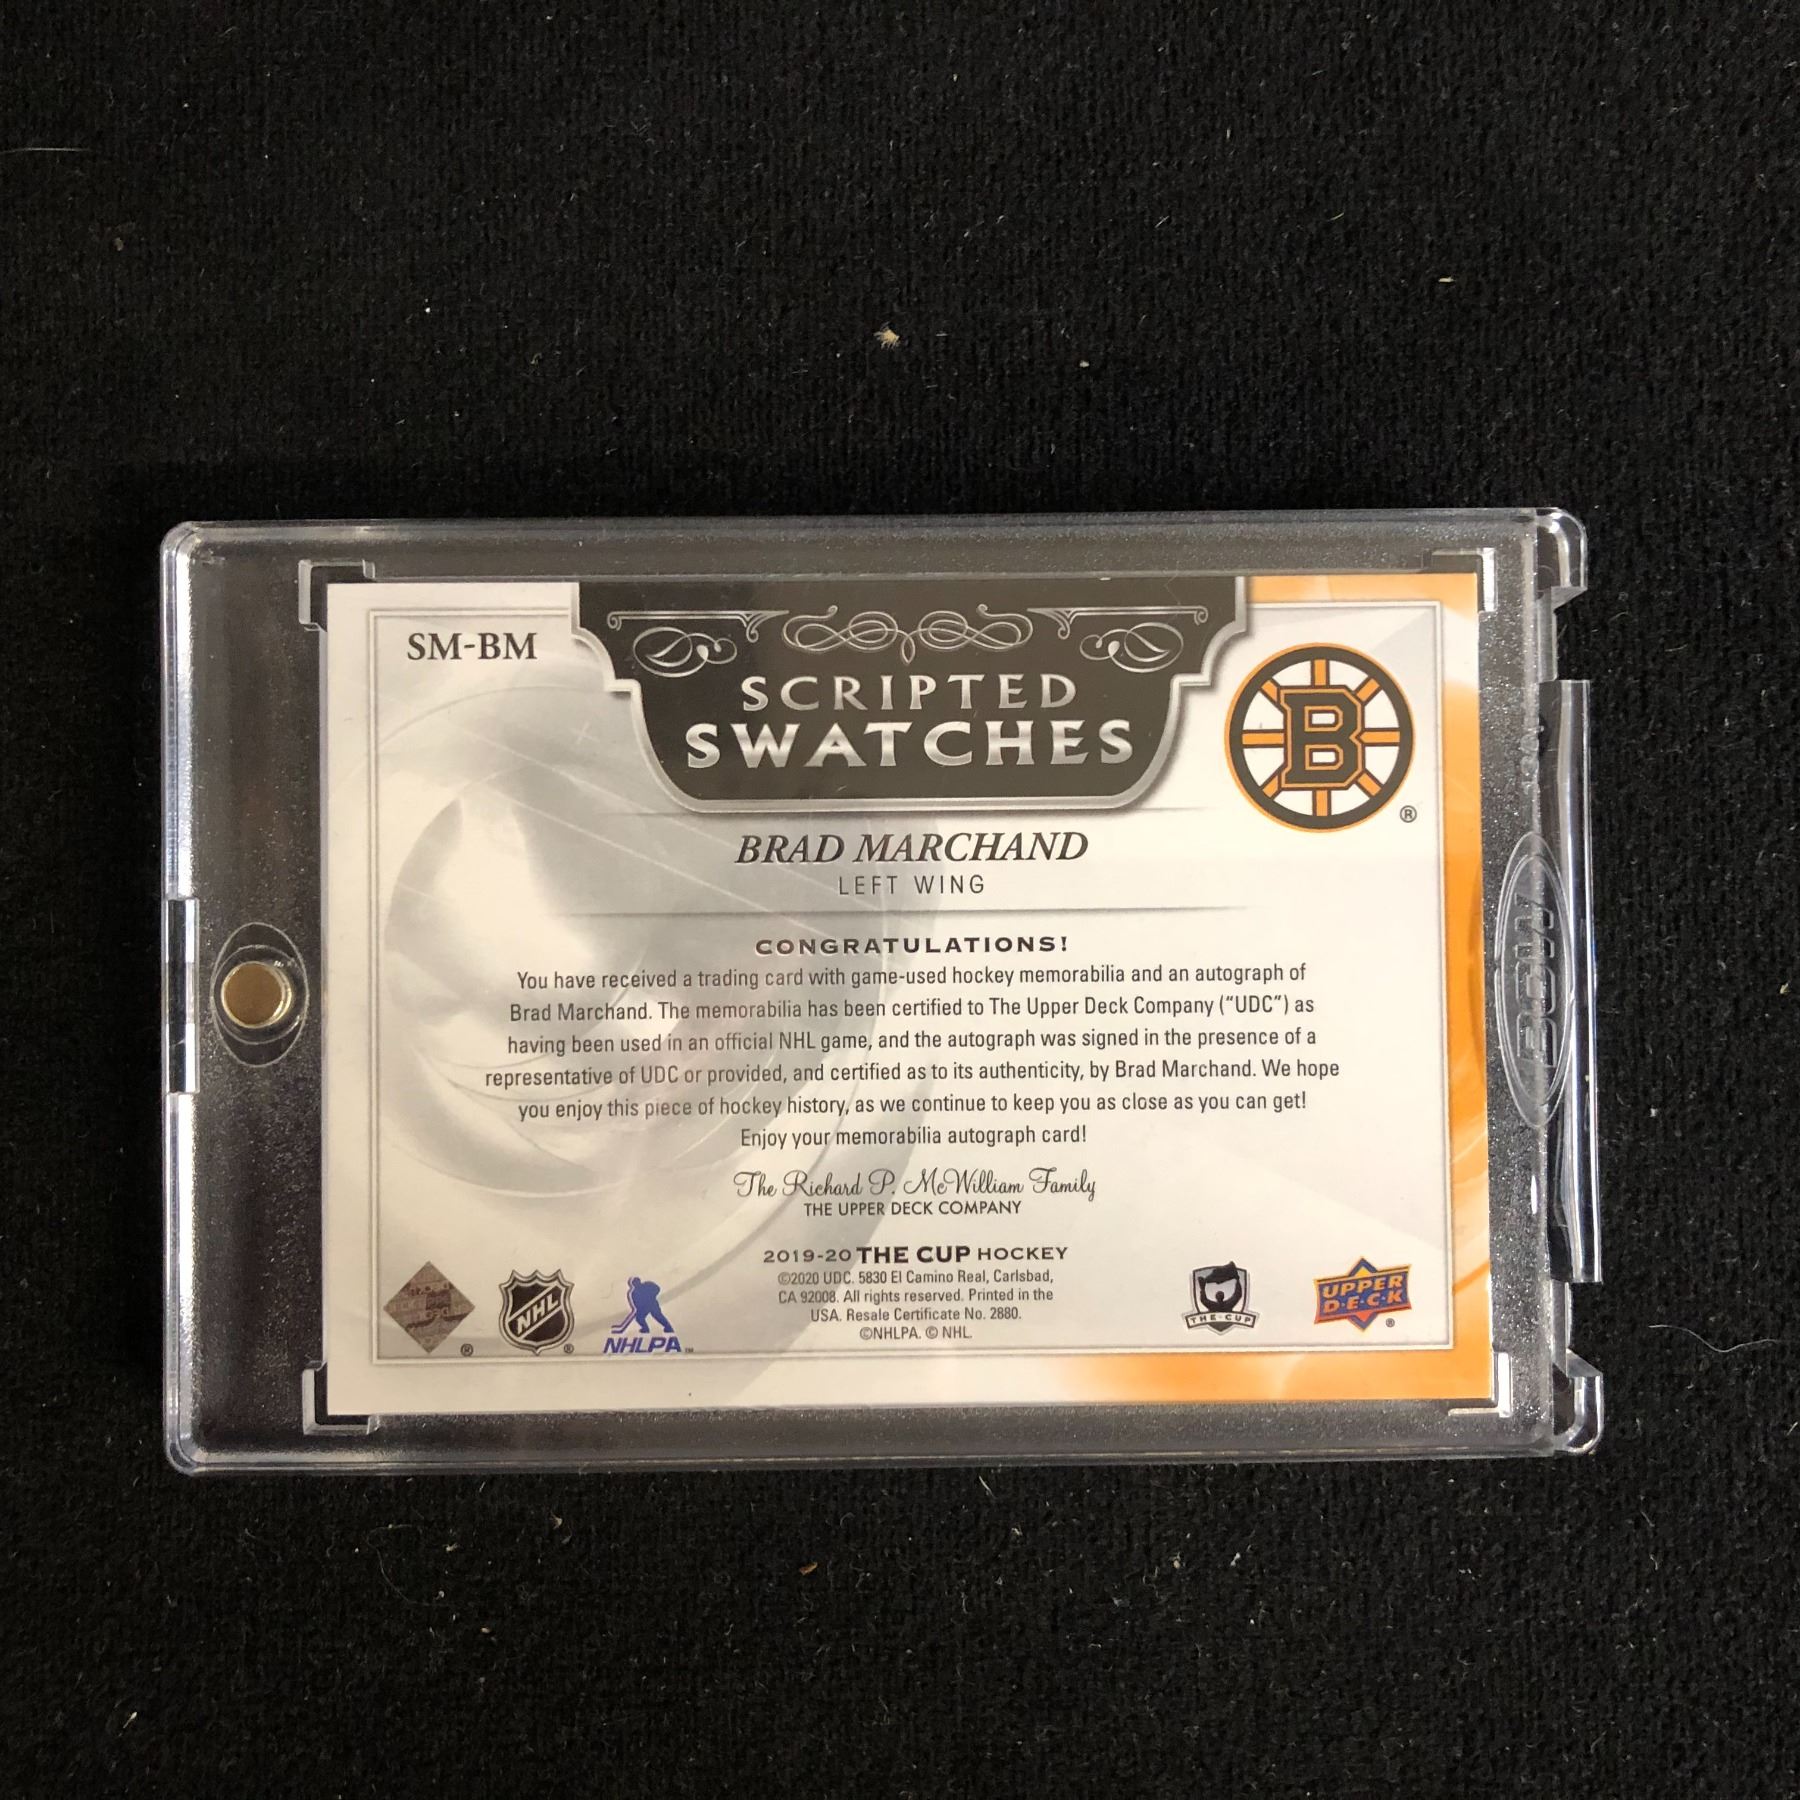 SM-BM
SCRIPTED
SWATCHES
B
®
BRAD MARCHAND
LEFT WING
CONGRATULATIONS!
You have received a trading card with game-used hockey memorabilia and an autograph of
Brad Marchand. The memorabilia has been certified to The Upper Deck Company ("UDC") as
having been used in an official NHL game, and the autograph was signed in the presence of a
representative of UDC or provided, and certified as to its authenticity, by Brad Marchand. We hope
you enjoy this piece of hockey history, as we continue to keep you as close as you can get!
Enjoy your memorabilia autograph card!
The Richard P. McWilliam Family
THE UPPER DECK COMPANY
2019-20 THE CUP HOCKEY
©2020 UDC. 5830 El Camino Real, Carlsbad,
CA 92008. All rights reserved. Printed in the
USA. Resale Certificate No. 2880.
©NHLPA. © NHL.
®
NHL
®
NHLPA™
THE·CUP
UPPER
D·E·C·K
®
BCW